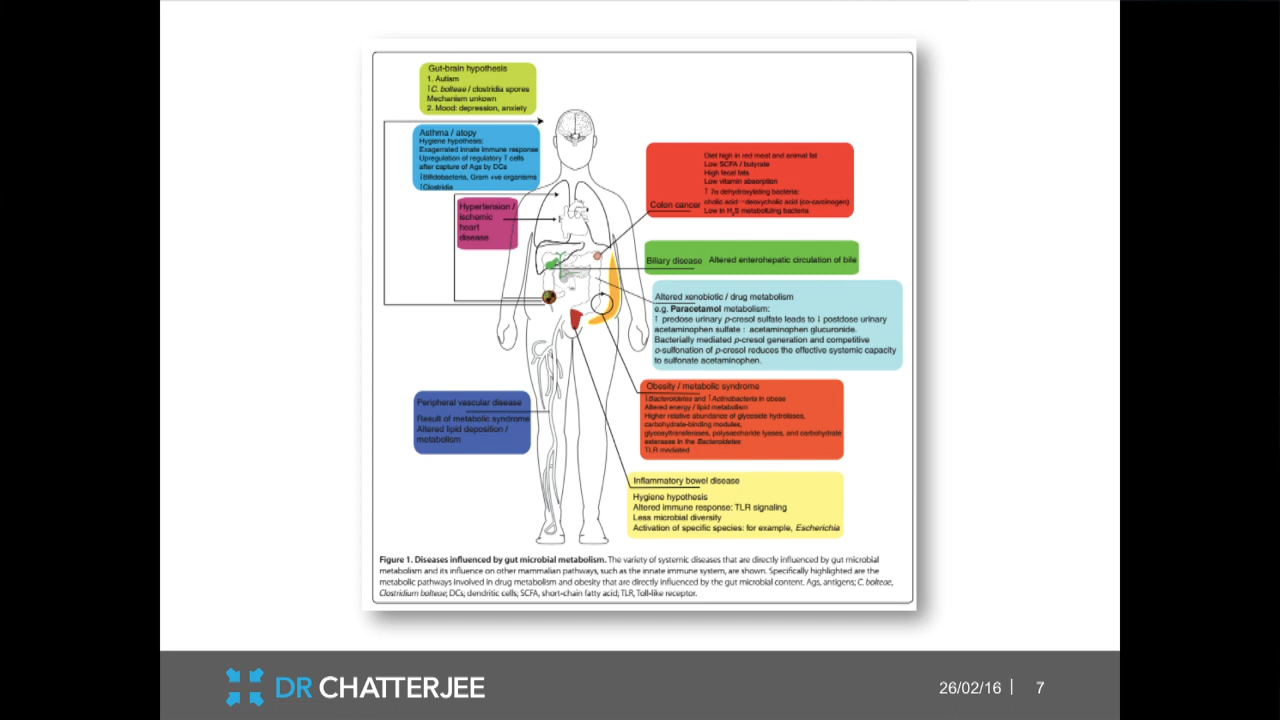 Gut-brain hypothesis
1. Autism
↑C. bolteae / clostridia spores
Mechanism unkown
2. Mood: depression, anxiety
Asthma / atopy
Hygiene hypothesis:
Exagerrated innate immune response
Upregulation of regulatory T cells
after capture of Ags by DCs
Bifidobacteria, Gram +ve organisms
Clostridia
Hypertension /
ischemic
heart
disease
Diet high in red meat and animal fat
Low SCFA / butyrate
High fecal fats
Low vitamin absorption
↑ 7α dehydroxylating bacteria:
cholic acid→deoxycholic acid (co-carcinogen)
Colon cancer
Low in H₂S metabolizing bacteria
Biliary disease Altered enterohepatic circulation of bile
Altered xenobiotic / drug metabolism
e.g. Paracetamol metabolism:
↑ predose urinary p-cresol sulfate leads to ↓ postdose urinary
acetaminophen sulfate : acetaminophen glucuronide.
Bacterially mediated p-cresol generation and competitive
o-sulfonation of p-cresol reduces the effective systemic capacity
to sulfonate acetaminophen.
Peripheral vascular disease
Result of metabolic syndrome
Altered lipid deposition /
metabolism
Obesity / metabolic syndrome
Bacteroidetes and ↑Actinobacteria in obese
Altered energy / lipid metabolism
Higher relative abundance of glycoside hydrolases,
carbohydrate-binding modules,
glycosyltransferases, polysaccharide lyases, and carbohydrate
esterases in the Bacteroidetes
TLR mediated
Inflammatory bowel disease
Hygiene hypothesis
Altered immune response: TLR signaling
Less microbial diversity
Activation of specific species: for example, Escherichia
Figure 1. Diseases influenced by gut microbial metabolism. The variety of systemic diseases that are directly influenced by gut microbial
metabolism and its influence on other mammalian pathways, such as the innate immune system, are shown. Specifically highlighted are the
metabolic pathways involved in drug metabolism and obesity that are directly influenced by the gut microbial content. Ags, antigens; C. bolteae,
Clostridium bolteae; DCs, dendritic cells; SCFA, short-chain fatty acid; TLR, Toll-like receptor.
DR CHATTERJEE
26/02/16 | 7